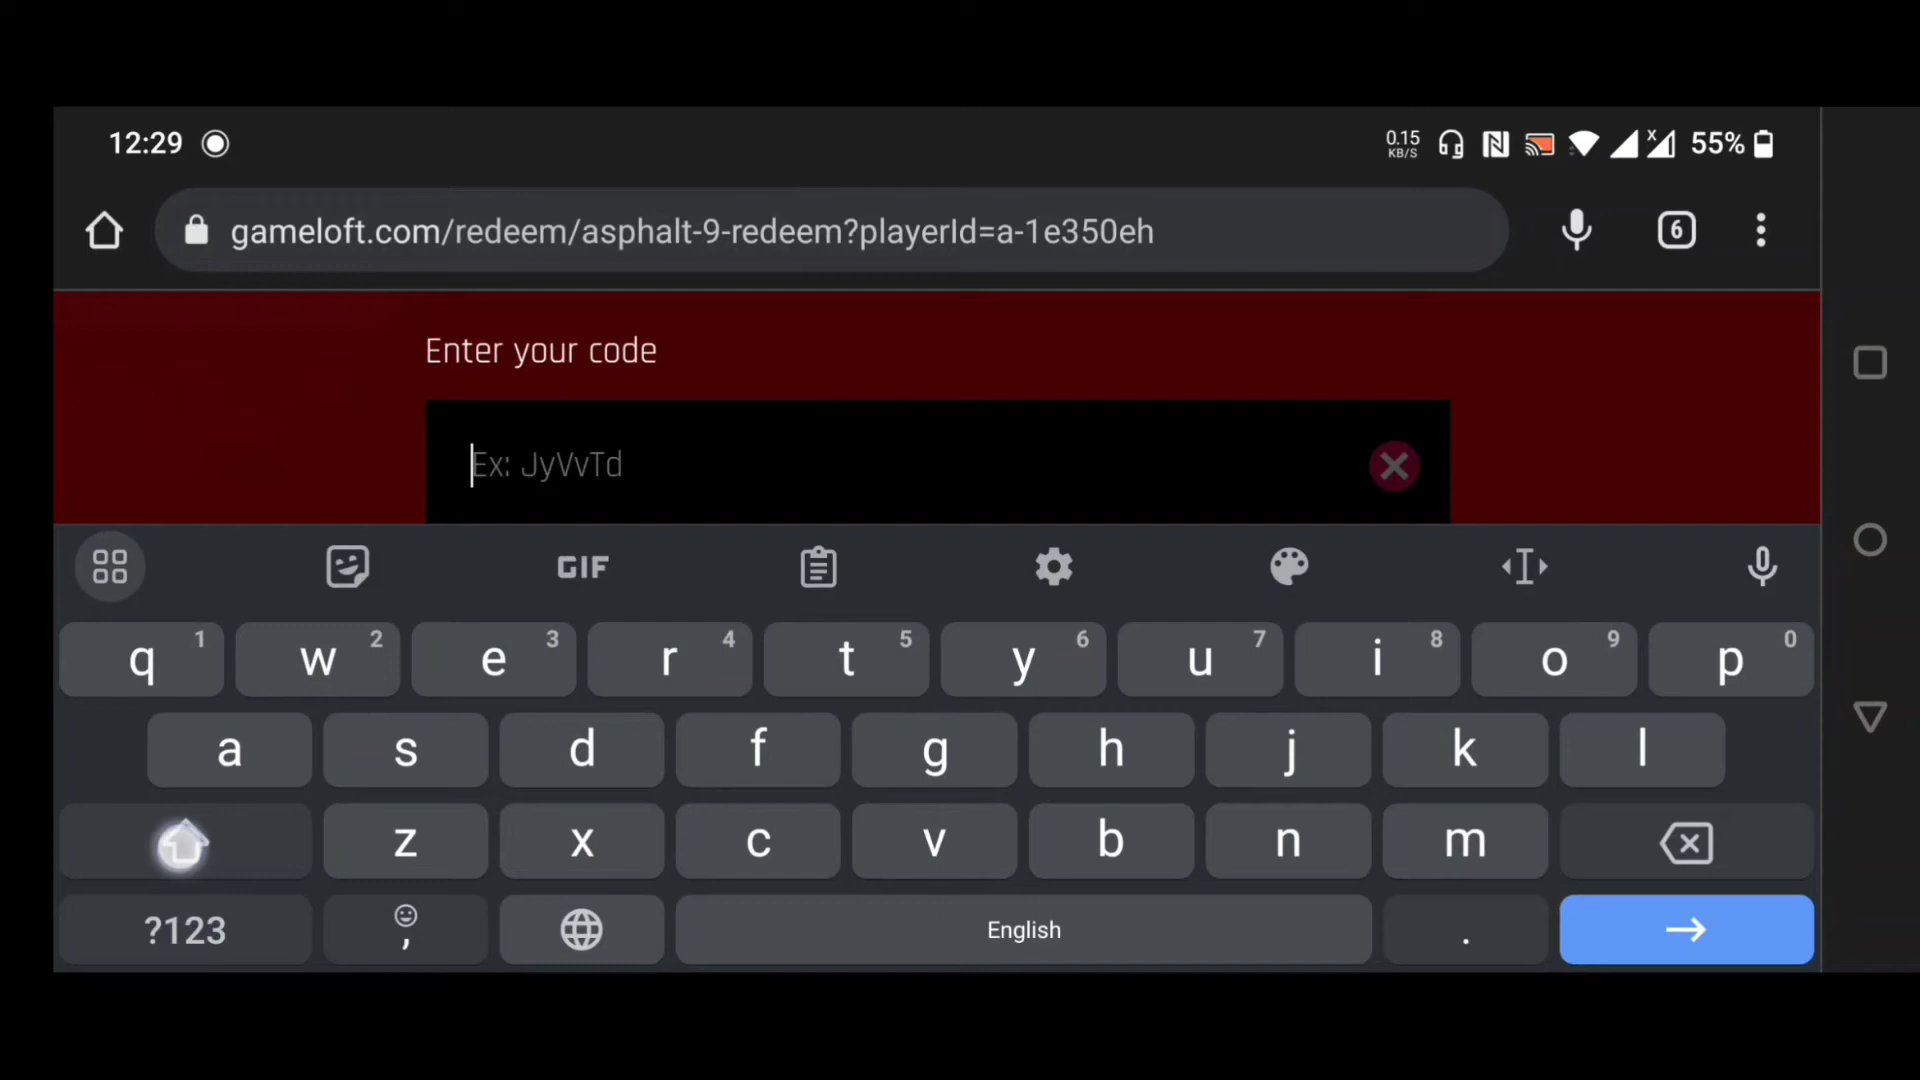 12:29
0.15
KB/S
55%
gameloft.com/redeem/asphalt-9-redeem?playerId=a-1e350eh
6
Enter your code
Ex: JyVvTd
GIF
q 1 w 2 e 3 r 4 t 5 y 6 u 7 i 8 o 9 p 0
a s d f g h j k l
z x c v b n m
?123 , English .